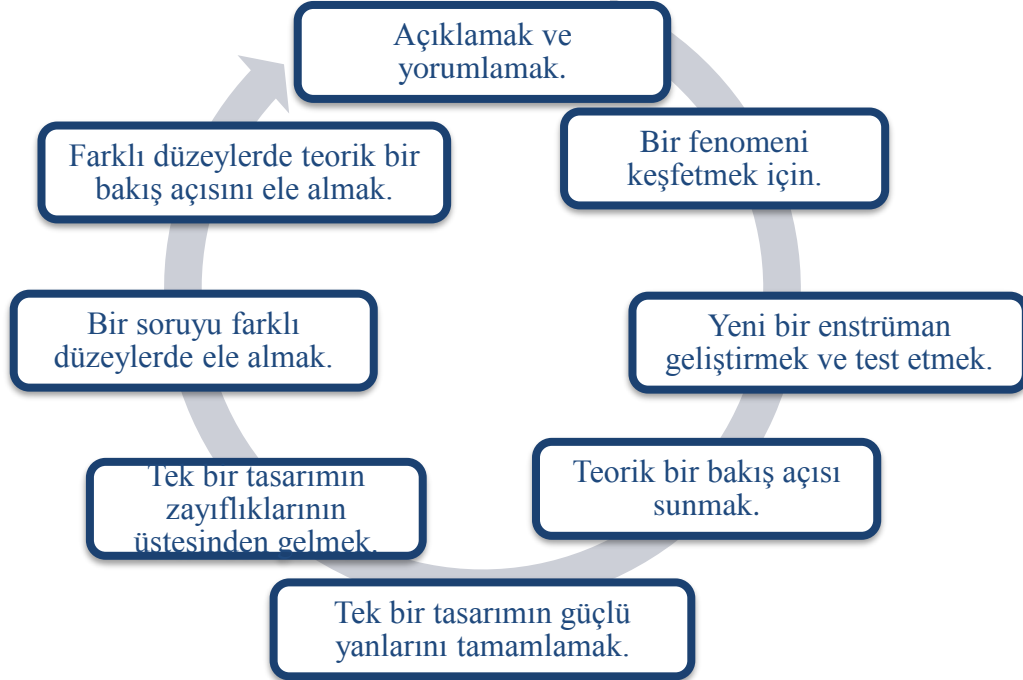 Açıklamak ve
yorumlamak.
Bir fenomeni
keşfetmek için.
Yeni bir enstrüman
geliştirmek ve test etmek.
Teorik bir bakış açısı
sunmak.
Tek bir tasarımın güçlü
yanlarını tamamlamak.
Tek bir tasarımın
zayıflıklarının
üstesinden gelmek.
Bir soruyu farklı
düzeylerde ele almak.
Farklı düzeylerde teorik bir
bakış açısını ele almak.